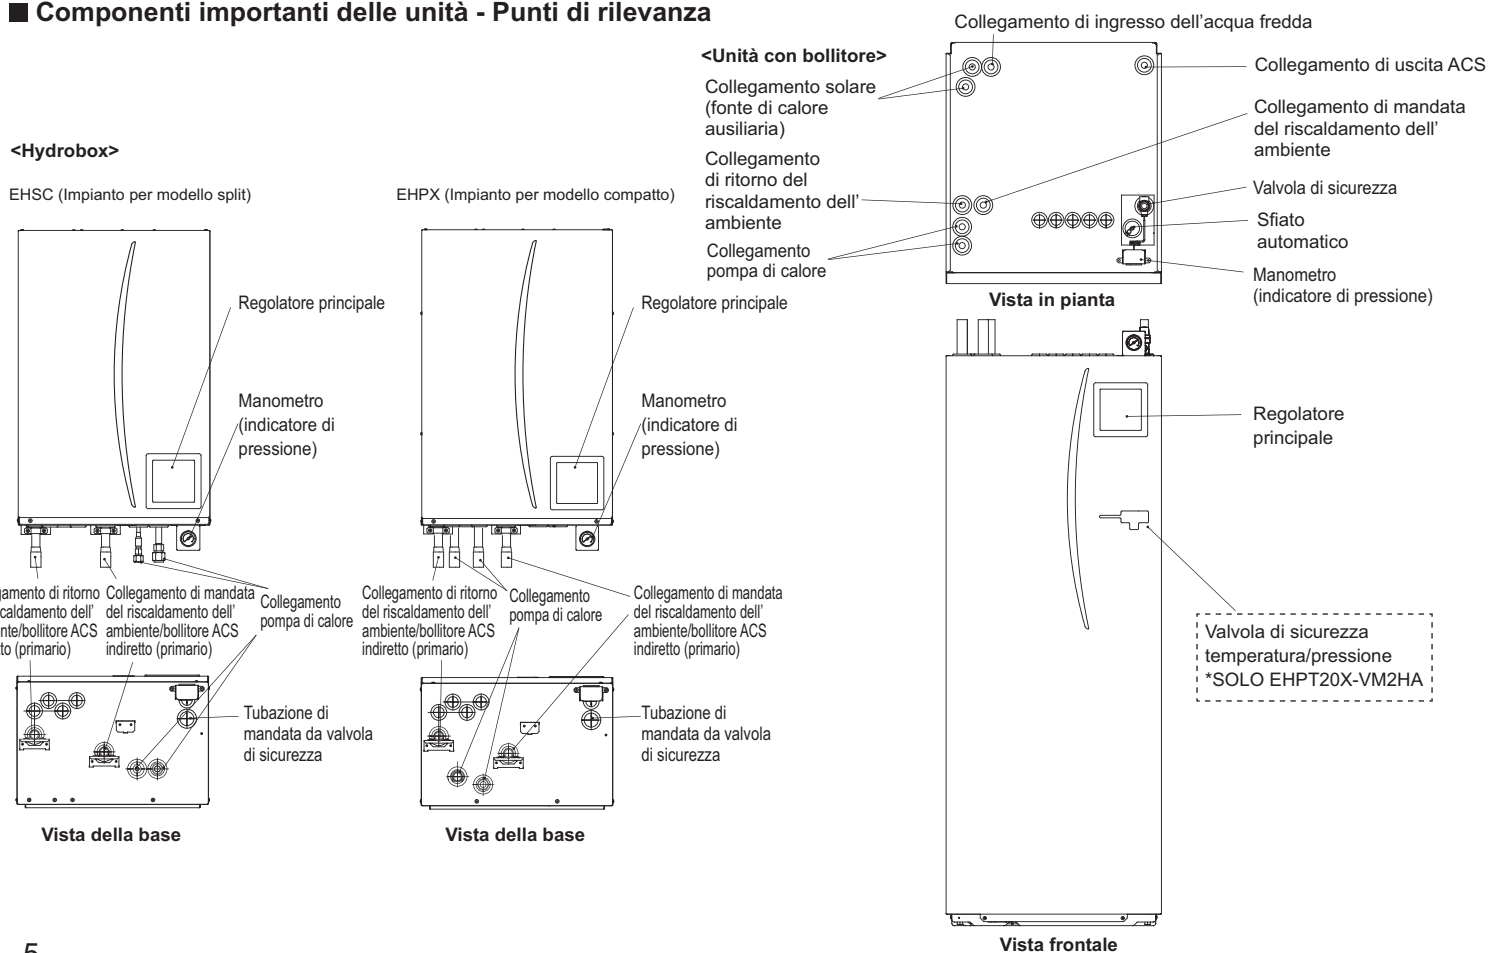 Componenti importanti delle unità - Punti di rilevanza
<Hydrobox>
EHSC (Impianto per modello split)
Regolatore principale
Manometro
(indicatore di
pressione)
Collegamento di mandata
del riscaldamento dell'
ambiente/bollitore ACS
indiretto (primario)
Collegamento
pompa di calore
Tubazione di
mandata da valvola
di sicurezza
Vista della base
EHPX (Impianto per modello compatto)
Regolatore principale
Manometro
(indicatore di
pressione)
Collegamento di ritorno
del riscaldamento dell'
ambiente/bollitore ACS
indiretto (primario)
Collegamento
pompa di calore
Collegamento di mandata
del riscaldamento dell'
ambiente/bollitore ACS
indiretto (primario)
Tubazione di
mandata da valvola
di sicurezza
Vista della base
<Unità con bollitore>
Collegamento di ingresso dell'acqua fredda
Collegamento solare
(fonte di calore
ausiliaria)
Collegamento
di ritorno del
riscaldamento dell'
ambiente
Collegamento
pompa di calore
Collegamento di uscita ACS
Collegamento di mandata
del riscaldamento dell'
ambiente
Valvola di sicurezza
Sfiato
automatico
Manometro
(indicatore di pressione)
Vista in pianta
Regolatore
principale
Valvola di sicurezza
temperatura/pressione
*SOLO EHPT20X-VM2HA
Vista frontale